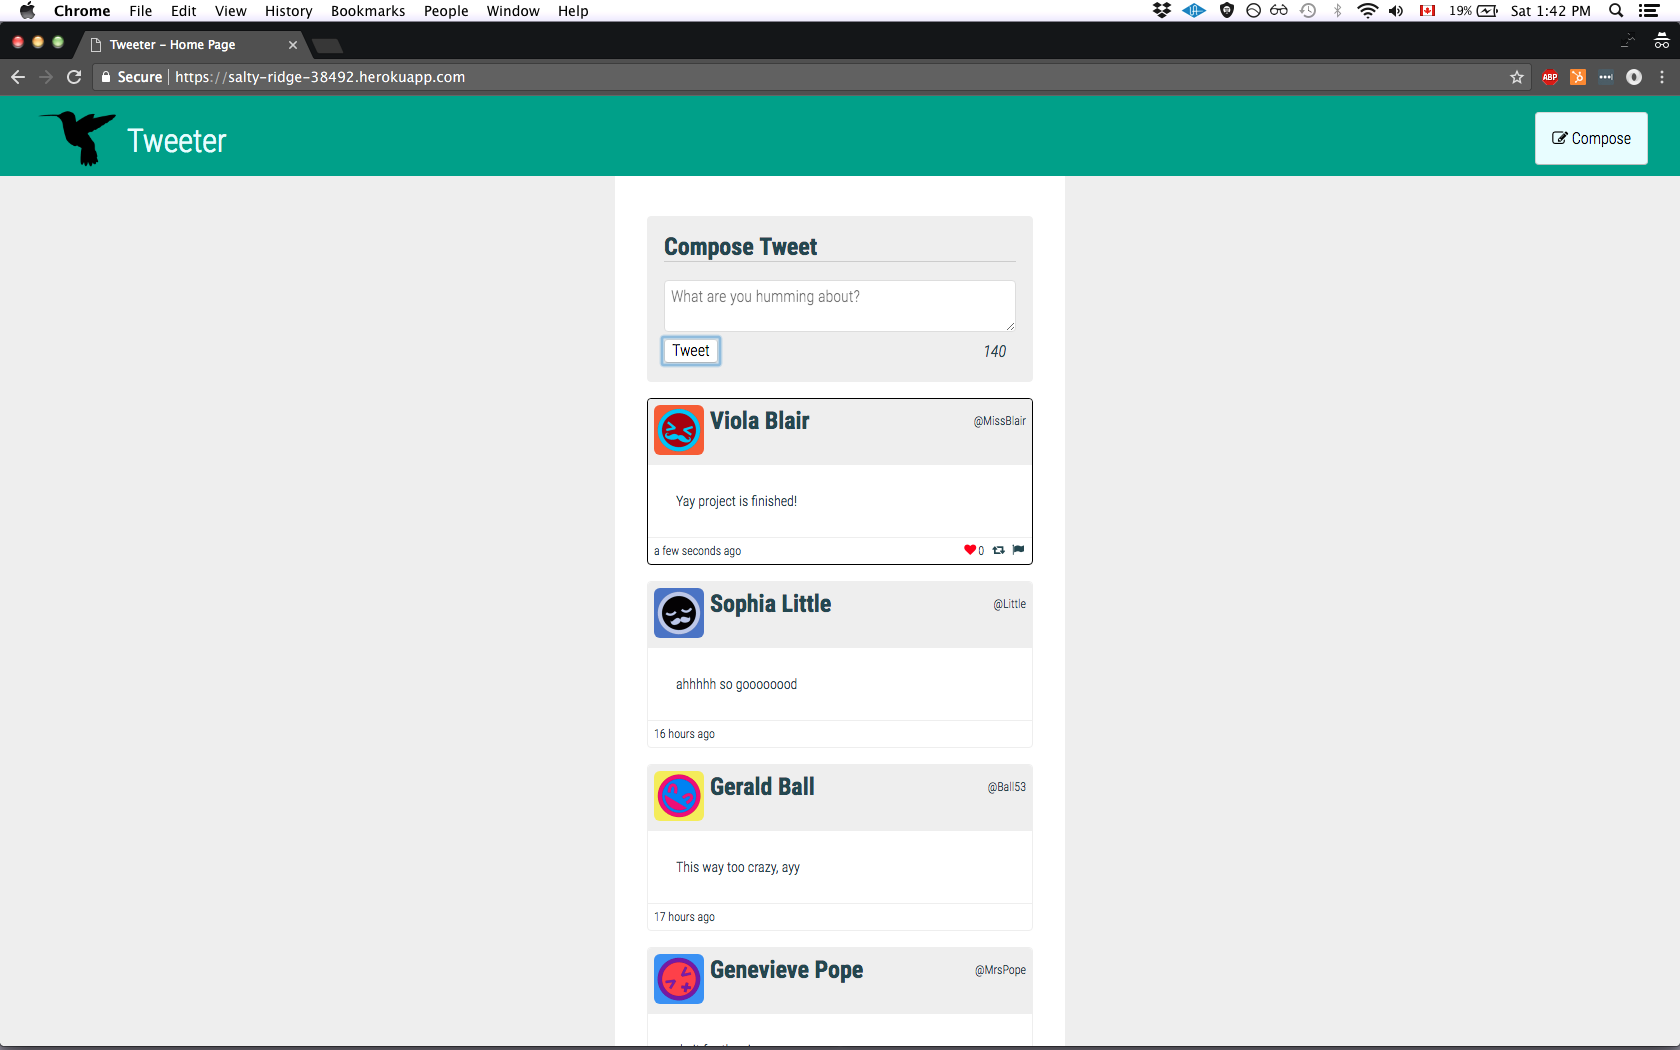 Chrome File Edit View History Bookmarks People Window Help 19% Sat 1:42 PM
Tweeter – Home Page
Secure https://salty-ridge-38492.herokuapp.com ABP
Tweeter Compose
Compose Tweet
What are you humming about?
Tweet 140
Viola Blair @MissBlair
Yay project is finished!
a few seconds ago 0
Sophia Little @Little
ahhhhh so goooooood
16 hours ago
Gerald Ball @Ball53
This way too crazy, ayy
17 hours ago
Genevieve Pope @MrsPope